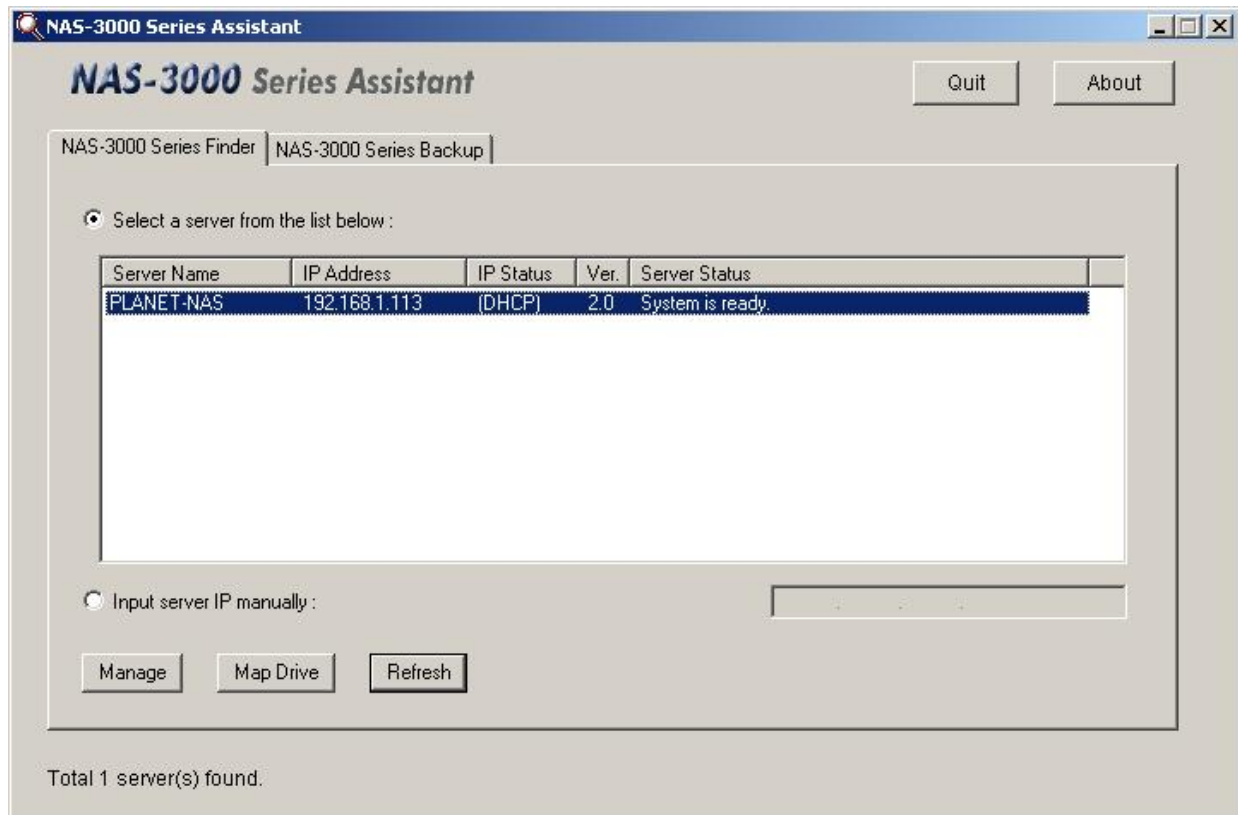 NAS-3000 Series Assistant
NAS-3000 Series Assistant
Quit
About
NAS-3000 Series Finder
NAS-3000 Series Backup
Select a server from the list below :
Server Name IP Address IP Status Ver. Server Status
PLANET-NAS 192.168.1.113 (DHCP) 2.0 System is ready.
Input server IP manually :
. . .
Manage
Map Drive
Refresh
Total 1 server(s) found.